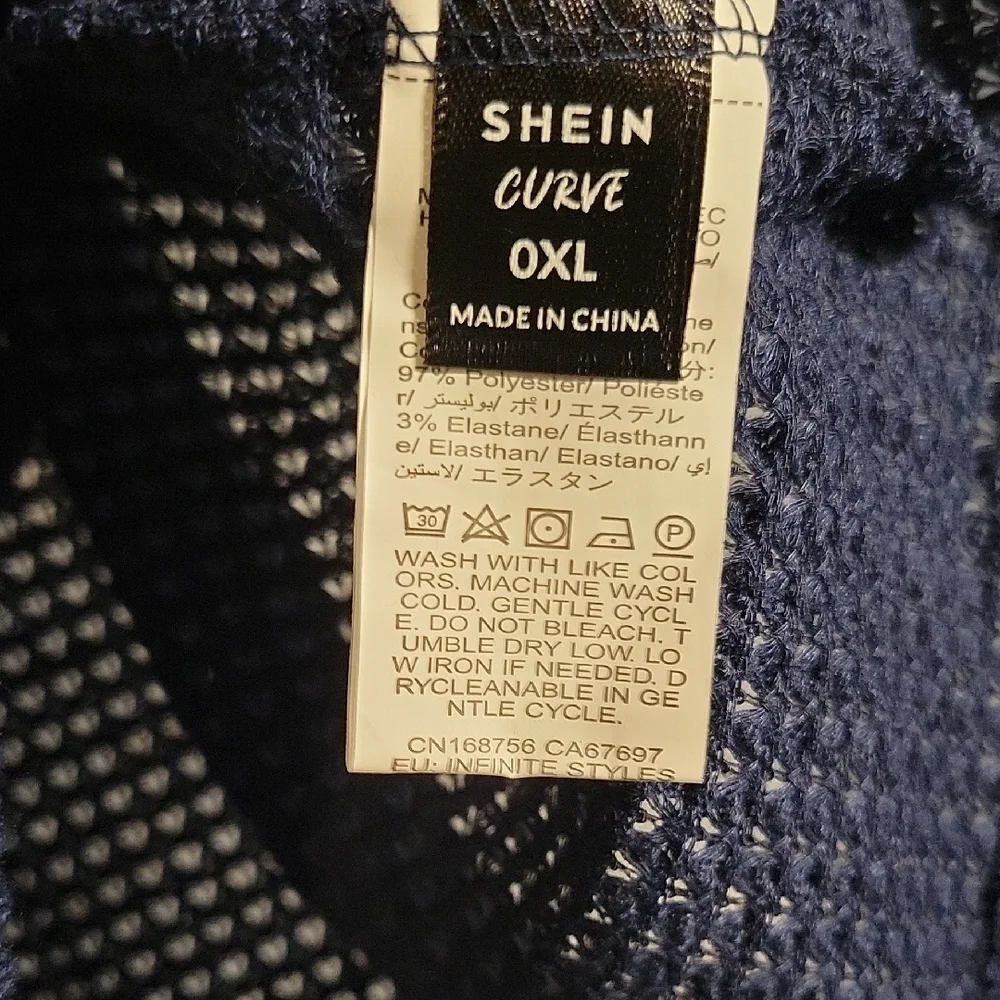 SHEIN
CURVE
0XL
MADE IN CHINA
97% Polyester/ Polieste
r/ بوليستر/ ポリエステル
3% Elastane/ Élasthann
e/ Elasthan/ Elastano/ إي
لاستين/ エラスタン
30 P
WASH WITH LIKE COL
ORS. MACHINE WASH
COLD. GENTLE CYCL
E. DO NOT BLEACH. T
UMBLE DRY LOW. LO
W IRON IF NEEDED. D
RYCLEANABLE IN GE
NTLE CYCLE.
CN168756 CA67697
EU: INFINITE STYLES